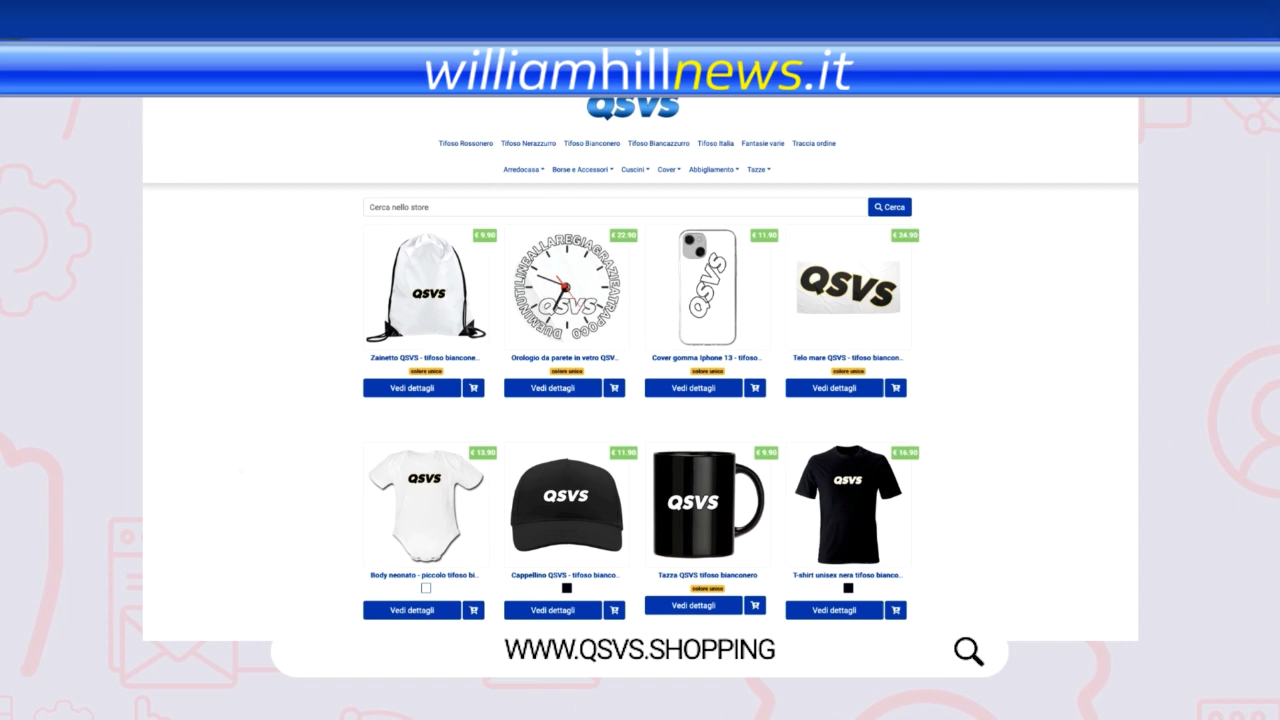 williamhillnews.it
QSVS
Tifoso Rossonero Tifoso Nerazzurro Tifoso Bianconero Tifoso Biancazzurro Tifoso Italia Fantasie varie Traccia ordine
Arredocasa Borse e Accessori Cuscini Cover Abbigliamento Tazze
Cerca nello store Cerca
€ 9.90 € 22.90 € 11.90 € 24.90
QSVS
DUEMINUTILINEAALLAREGIAGRAZIEATRAPOCO
QSVS
QSVS
QSVS
Zainetto QSVS - tifoso biancone.. Orologio da parete in vetro QSV.. Cover gomma Iphone 13 - tifoso.. Telo mare QSVS - tifoso biancon..
colore unico colore unico colore unico colore unico
Vedi dettagli Vedi dettagli Vedi dettagli Vedi dettagli
€ 13.90 € 11.90 € 9.90 € 16.90
QSVS QSVS QSVS QSVS
Body neonato - piccolo tifoso bi.. Cappellino QSVS - tifoso bianco.. Tazza QSVS tifoso bianconero T-shirt unisex nera tifoso bianco..
colore unico
Vedi dettagli Vedi dettagli Vedi dettagli Vedi dettagli
WWW.QSVS.SHOPPING